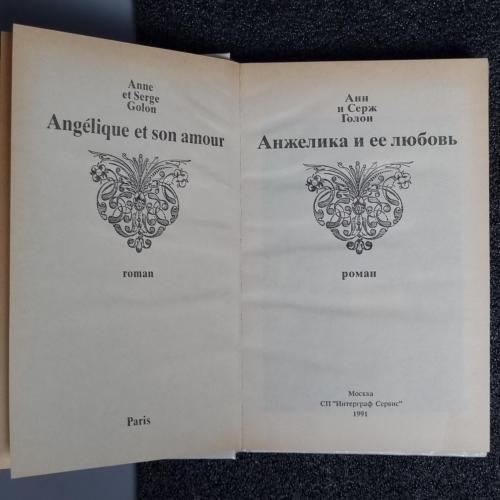 Anne
et Serge
Golon
Angélique et son amour
roman
Paris
Анн
и Серж
Голон
Анжелика и ее любовь
роман
Москва
СП "Интерграф Сервис"
1991